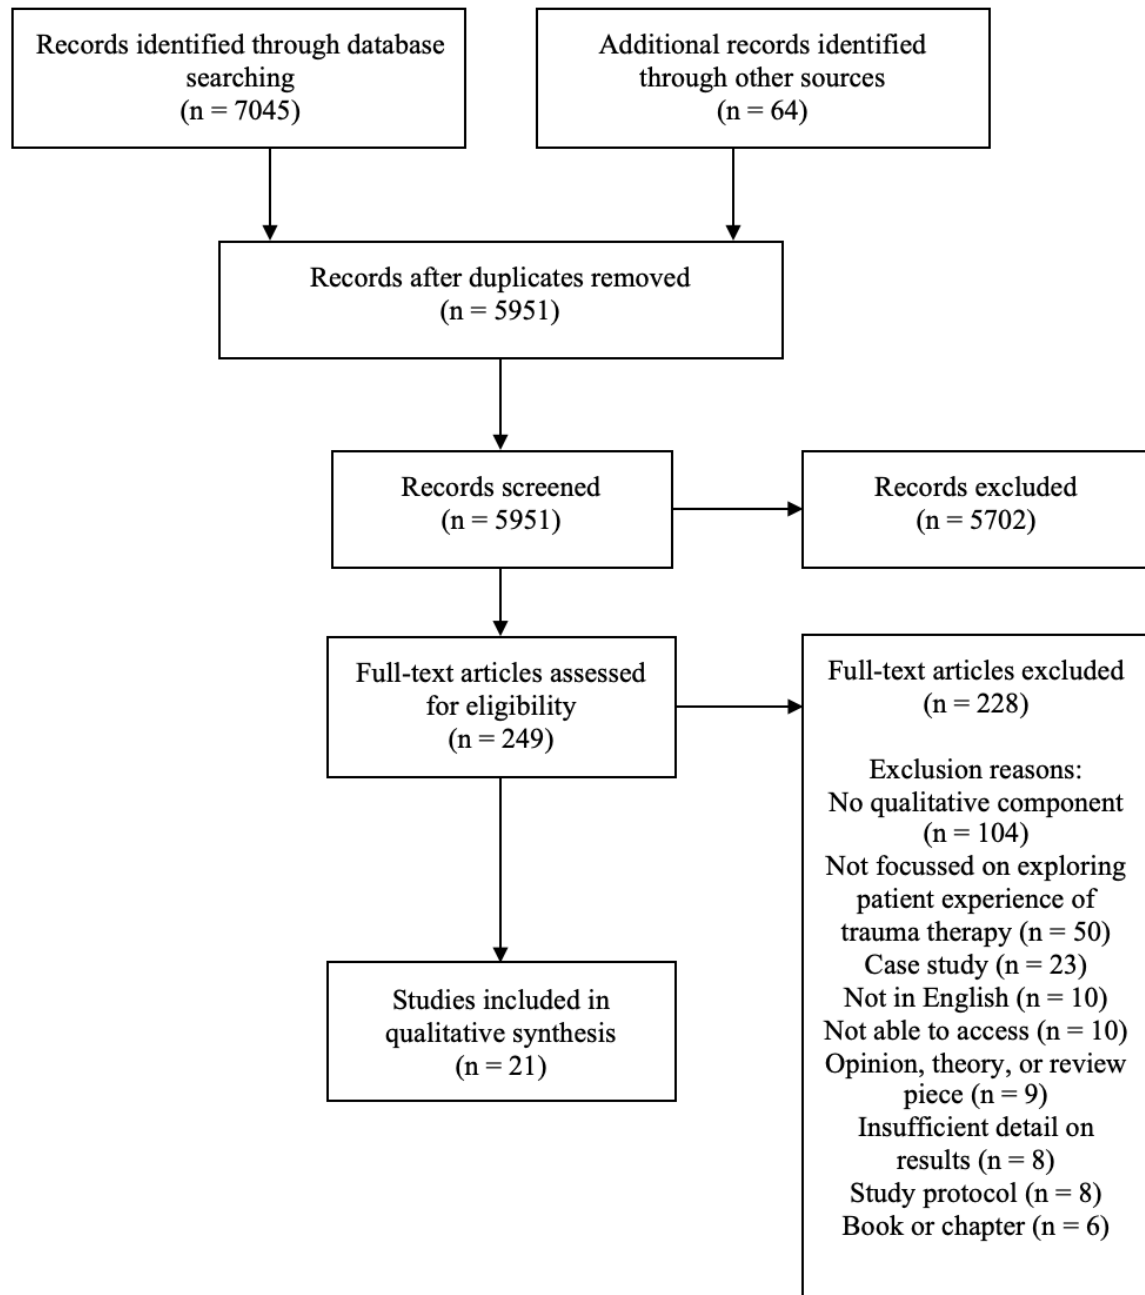 Records identified through database
searching
(n = 7045)
Additional records identified
through other sources
(n = 64)
Records after duplicates removed
(n = 5951)
Records screened
(n = 5951)
Records excluded
(n = 5702)
Full-text articles assessed
for eligibility
(n = 249)
Full-text articles excluded
(n = 228)
Exclusion reasons:
No qualitative component
(n = 104)
Not focussed on exploring
patient experience of
trauma therapy (n = 50)
Case study (n = 23)
Not in English (n = 10)
Not able to access (n = 10)
Opinion, theory, or review
piece (n = 9)
Insufficient detail on
results (n = 8)
Study protocol (n = 8)
Book or chapter (n = 6)
Studies included in
qualitative synthesis
(n = 21)